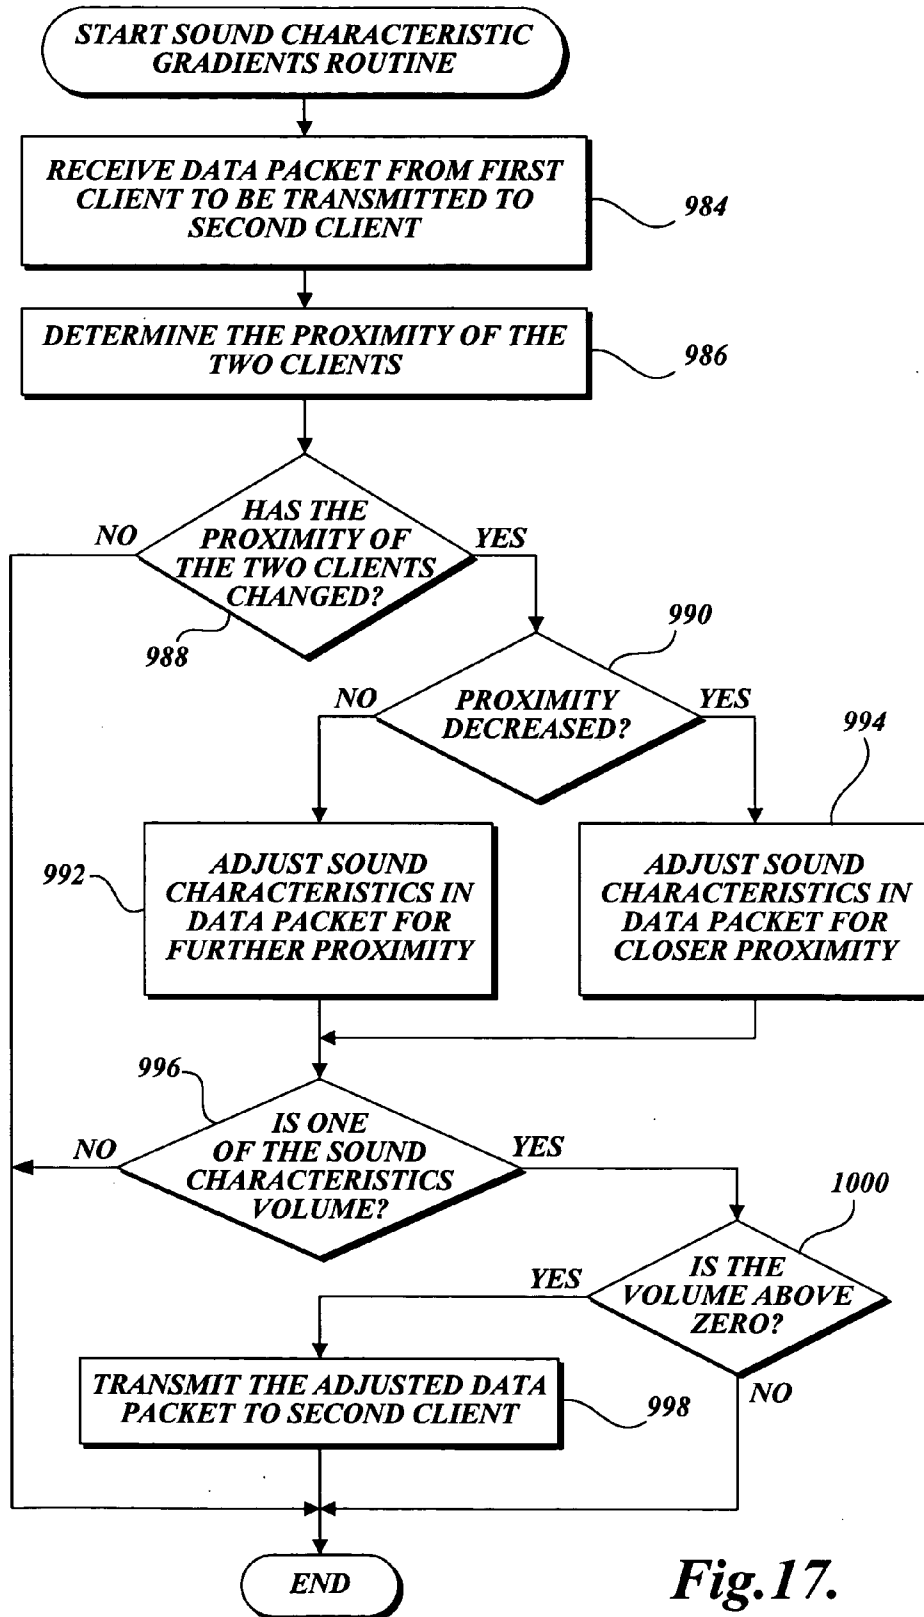 START SOUND CHARACTERISTIC
GRADIENTS ROUTINE
RECEIVE DATA PACKET FROM FIRST
CLIENT TO BE TRANSMITTED TO
SECOND CLIENT
984
DETERMINE THE PROXIMITY OF THE
TWO CLIENTS
986
HAS THE
PROXIMITY OF
THE TWO CLIENTS
CHANGED?
NO
YES
988
990
PROXIMITY
DECREASED?
NO
YES
994
992
ADJUST SOUND
CHARACTERISTICS IN
DATA PACKET FOR
FURTHER PROXIMITY
ADJUST SOUND
CHARACTERISTICS IN
DATA PACKET FOR
CLOSER PROXIMITY
996
IS ONE
OF THE SOUND
CHARACTERISTICS
VOLUME?
NO
YES
1000
IS THE
VOLUME ABOVE
ZERO?
YES
NO
TRANSMIT THE ADJUSTED DATA
PACKET TO SECOND CLIENT
998
END
Fig.17.